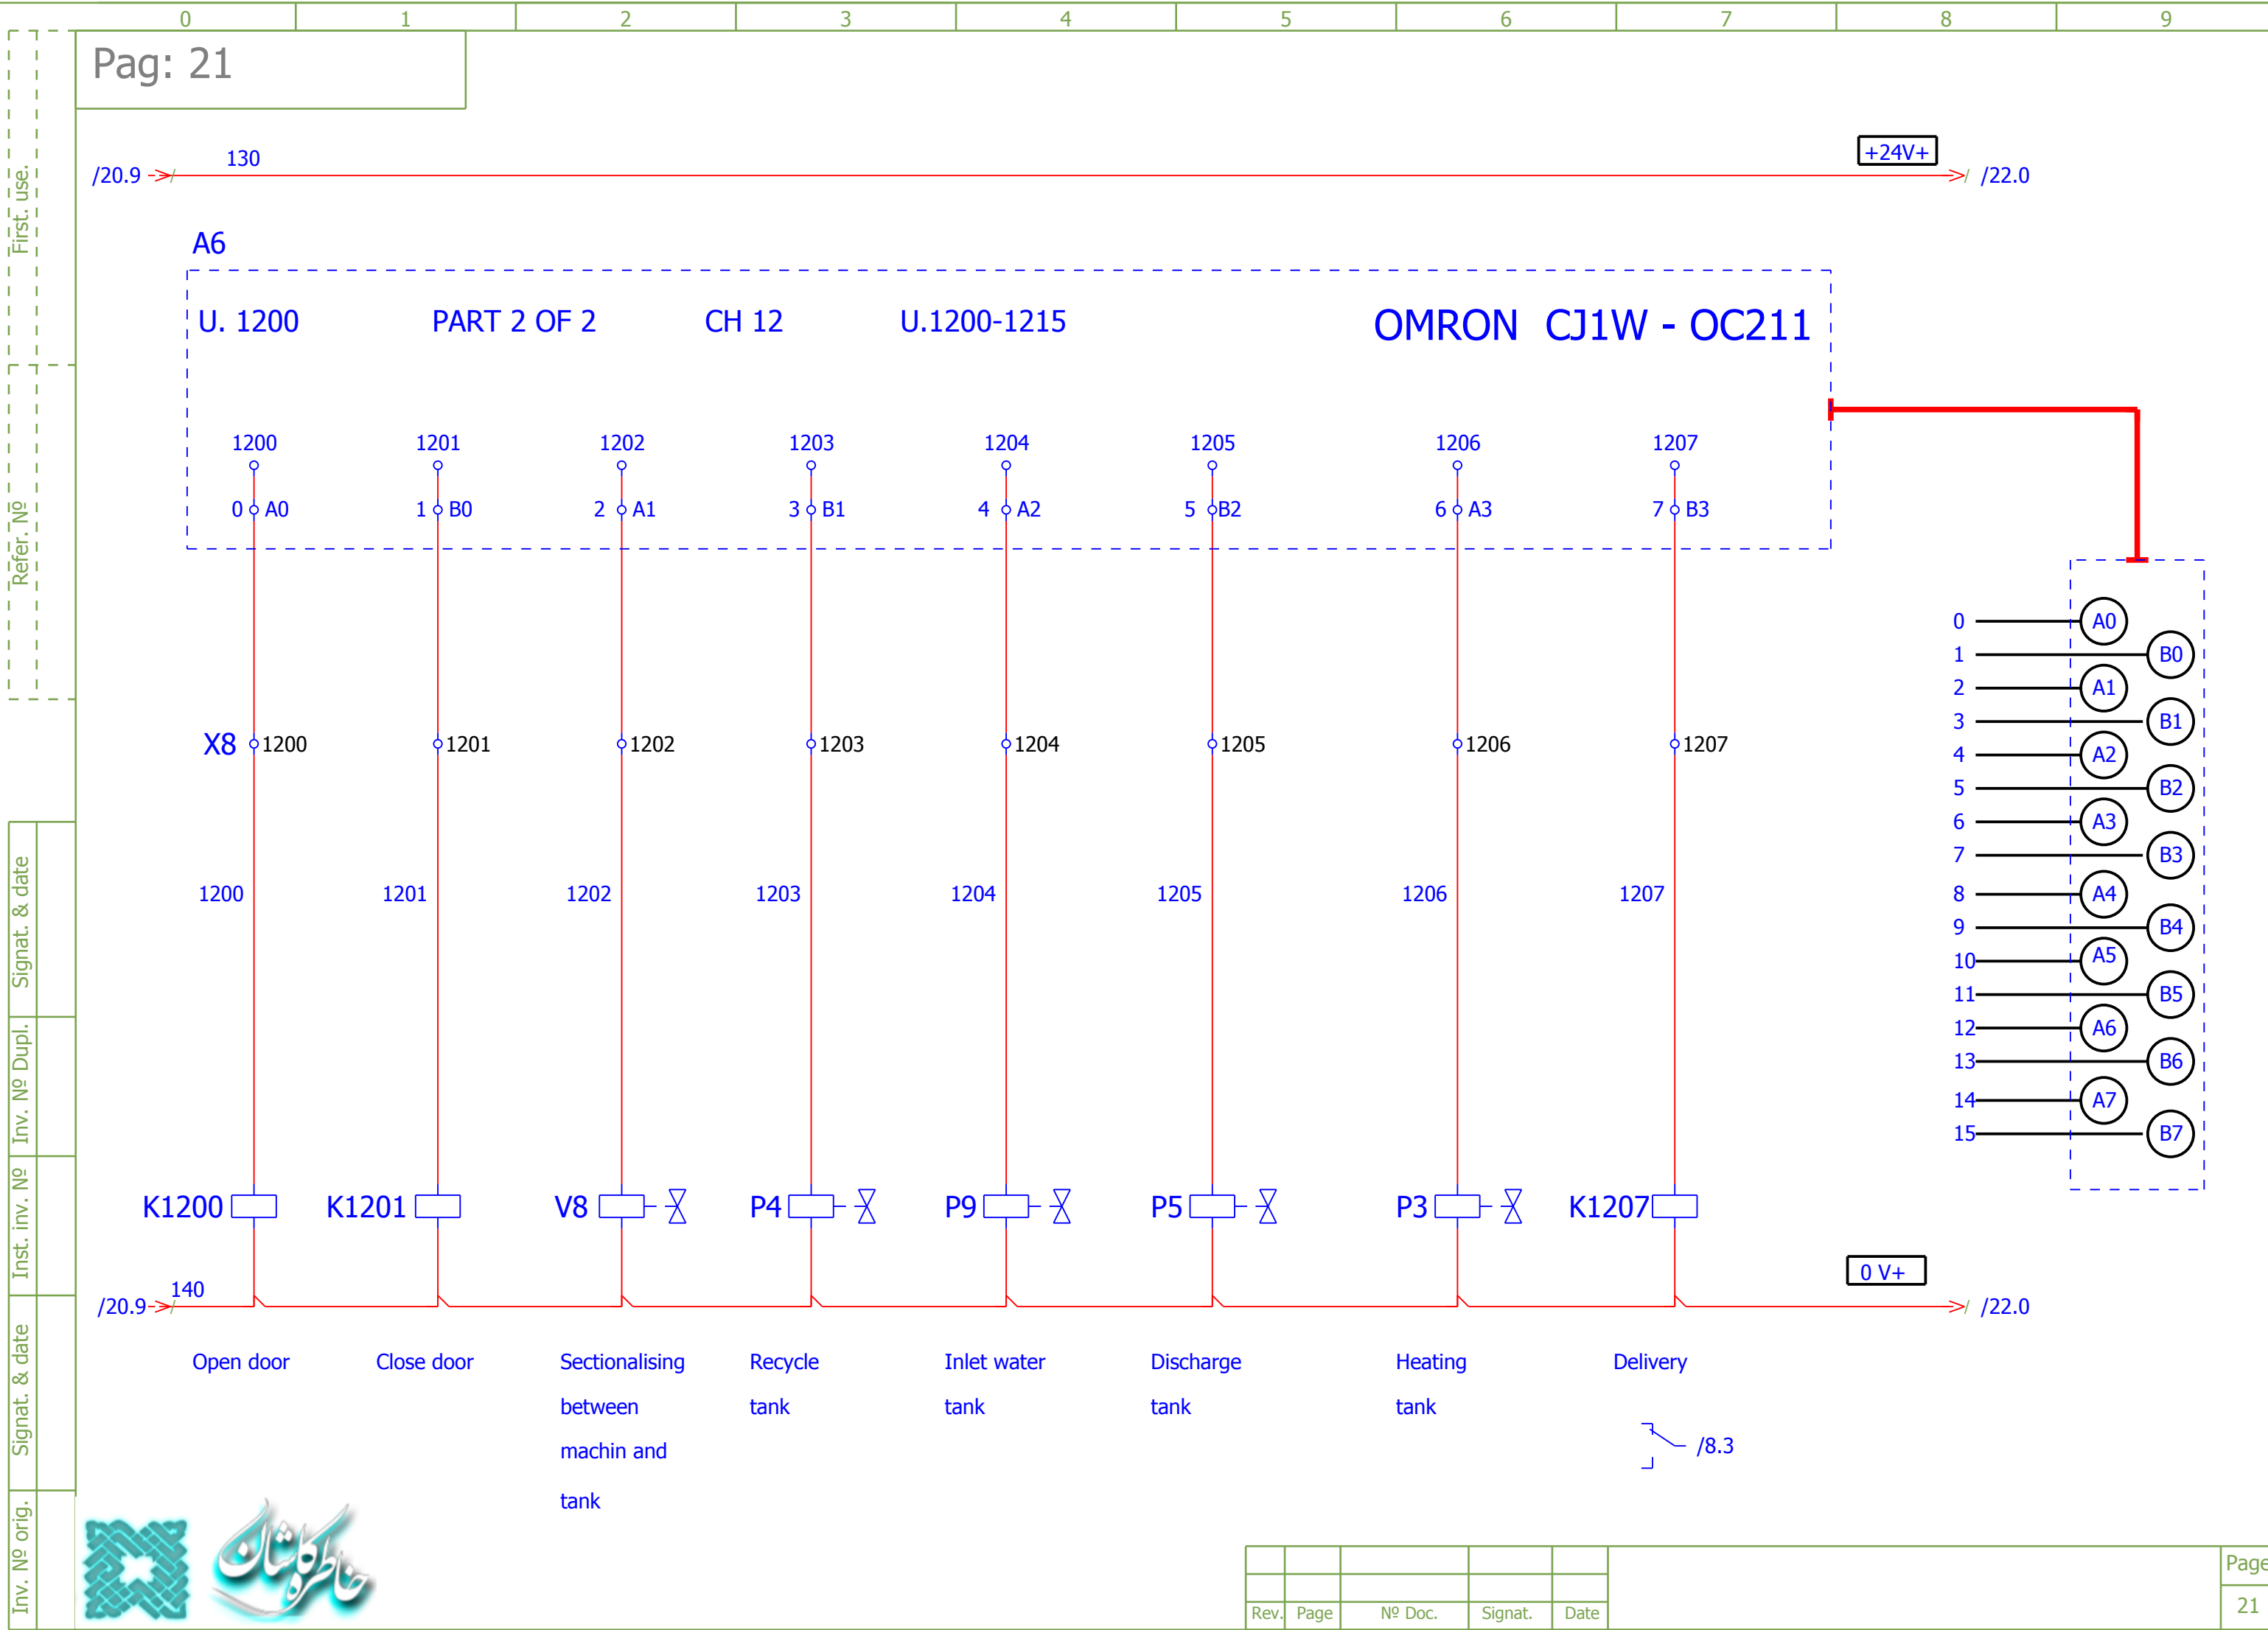 0 1 2 3 4 5 6 7 8 9
Pag: 21
130
+24V+
/20.9 /22.0
A6
U. 1200 PART 2 OF 2 CH 12 U.1200-1215 OMRON CJ1W - OC211
1200 1201 1202 1203 1204 1205 1206 1207
0 A0 1 B0 2 A1 3 B1 4 A2 5 B2 6 A3 7 B3
X8 1200 1201 1202 1203 1204 1205 1206 1207
1200 1201 1202 1203 1204 1205 1206 1207
K1200 K1201 V8 P4 P9 P5 P3 K1207
0 V+
140
/20.9 /22.0
Open door
Close door
Sectionalising
between
machin and
tank
Recycle
tank
Inlet water
tank
Discharge
tank
Heating
tank
Delivery
/8.3
0 A0
1 B0
2 A1
3 B1
4 A2
5 B2
6 A3
7 B3
8 A4
9 B4
10 A5
11 B5
12 A6
13 B6
14 A7
15 B7
First. use.
Refer. Nº
Signat. & date
Inv. Nº Dupl.
Inst. inv. Nº
Signat. & date
Inv. Nº orig.
خاطره کاشان
Rev. Page Nº Doc. Signat. Date
Page
21